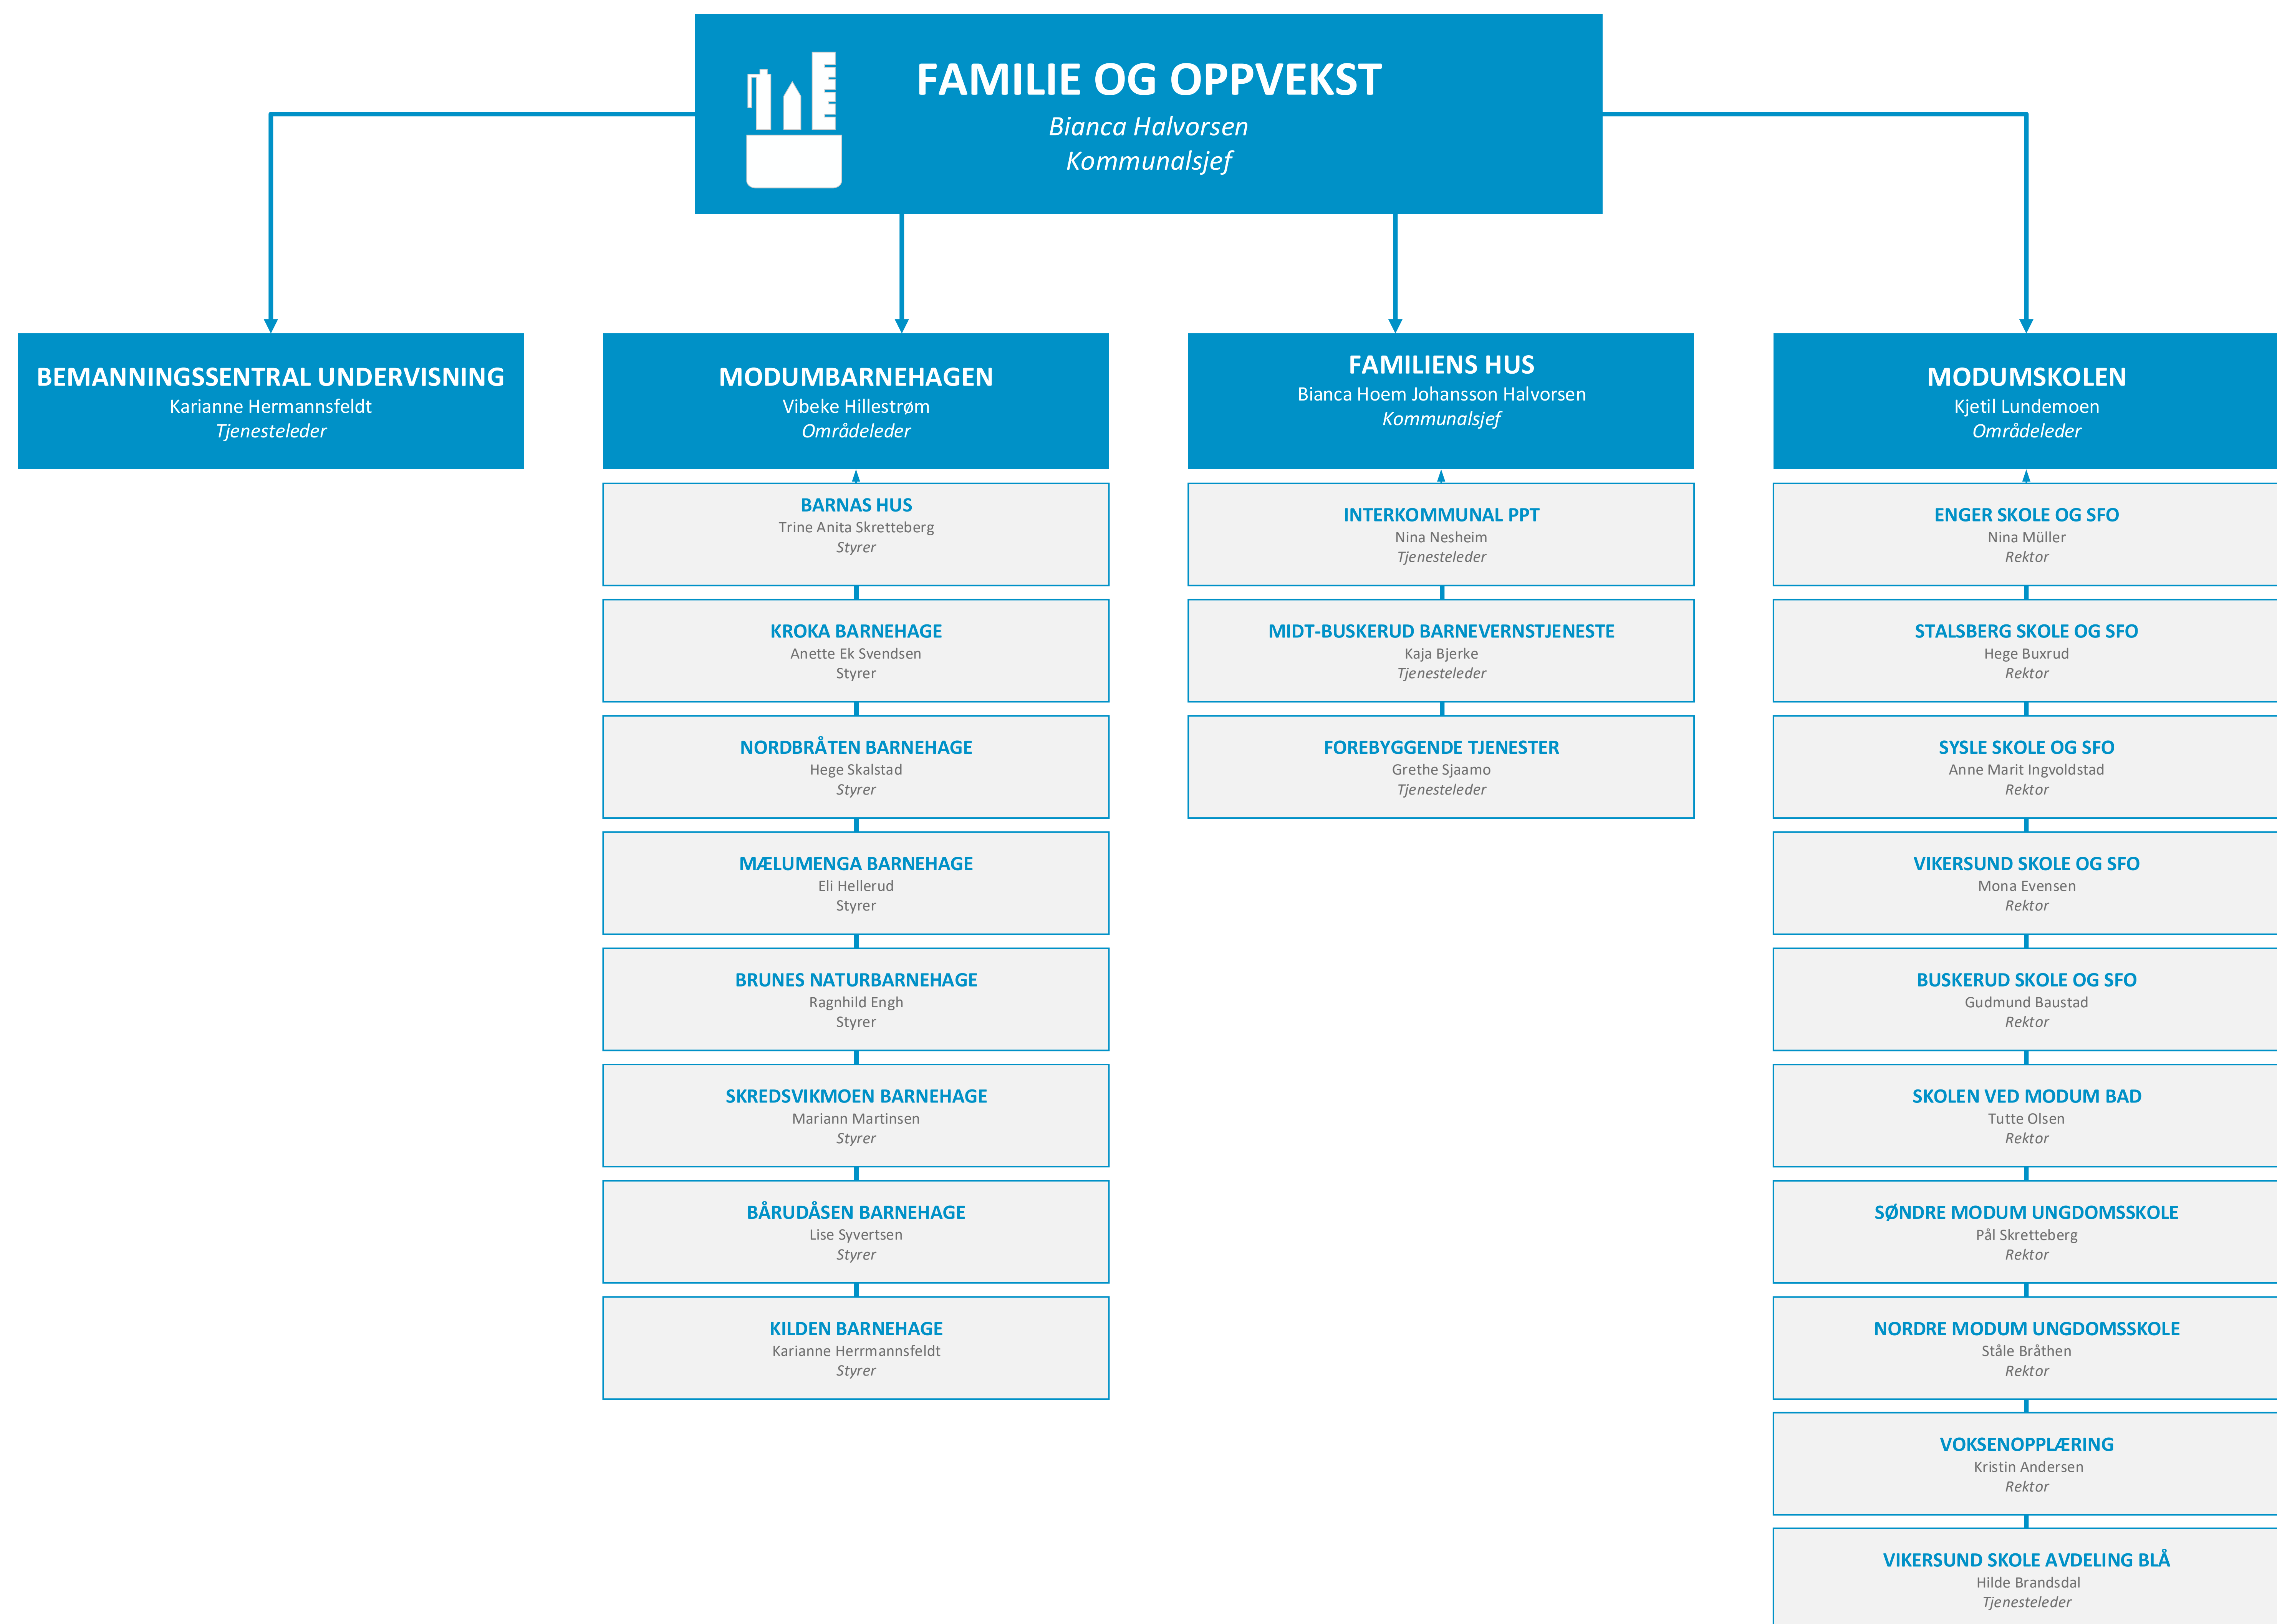 FAMILIE OG OPPVEKST
Bianca Halvorsen
Kommunalsjef
BEMANNINGSSENTRAL UNDERVISNING
Karianne Hermannsfeldt
Tjenesteleder
MODUMBARNEHAGEN
Vibeke Hillestrøm
Områdeleder
BARNAS HUS
Trine Anita Skretteberg
Styrer
KROKA BARNEHAGE
Anette Ek Svendsen
Styrer
NORDBRÅTEN BARNEHAGE
Hege Skalstad
Styrer
MÆLUMENGA BARNEHAGE
Eli Hellerud
Styrer
BRUNES NATURBARNEHAGE
Ragnhild Engh
Styrer
SKREDSVIKMOEN BARNEHAGE
Mariann Martinsen
Styrer
BÅRUDÅSEN BARNEHAGE
Lise Syvertsen
Styrer
KILDEN BARNEHAGE
Karianne Herrmannsfeldt
Styrer
FAMILIENS HUS
Bianca Hoem Johansson Halvorsen
Kommunalsjef
INTERKOMMUNAL PPT
Nina Nesheim
Tjenesteleder
MIDT-BUSKERUD BARNEVERNSTJENESTE
Kaja Bjerke
Tjenesteleder
FOREBYGGENDE TJENESTER
Grethe Sjaamo
Tjenesteleder
MODUMSKOLEN
Kjetil Lundemoen
Områdeleder
ENGER SKOLE OG SFO
Nina Müller
Rektor
STALSBERG SKOLE OG SFO
Hege Buxrud
Rektor
SYSLE SKOLE OG SFO
Anne Marit Ingvoldstad
Rektor
VIKERSUND SKOLE OG SFO
Mona Evensen
Rektor
BUSKERUD SKOLE OG SFO
Gudmund Baustad
Rektor
SKOLEN VED MODUM BAD
Tutte Olsen
Rektor
SØNDRE MODUM UNGDOMSSKOLE
Pål Skretteberg
Rektor
NORDRE MODUM UNGDOMSSKOLE
Ståle Bråthen
Rektor
VOKSENOPPLÆRING
Kristin Andersen
Rektor
VIKERSUND SKOLE AVDELING BLÅ
Hilde Brandsdal
Tjenesteleder